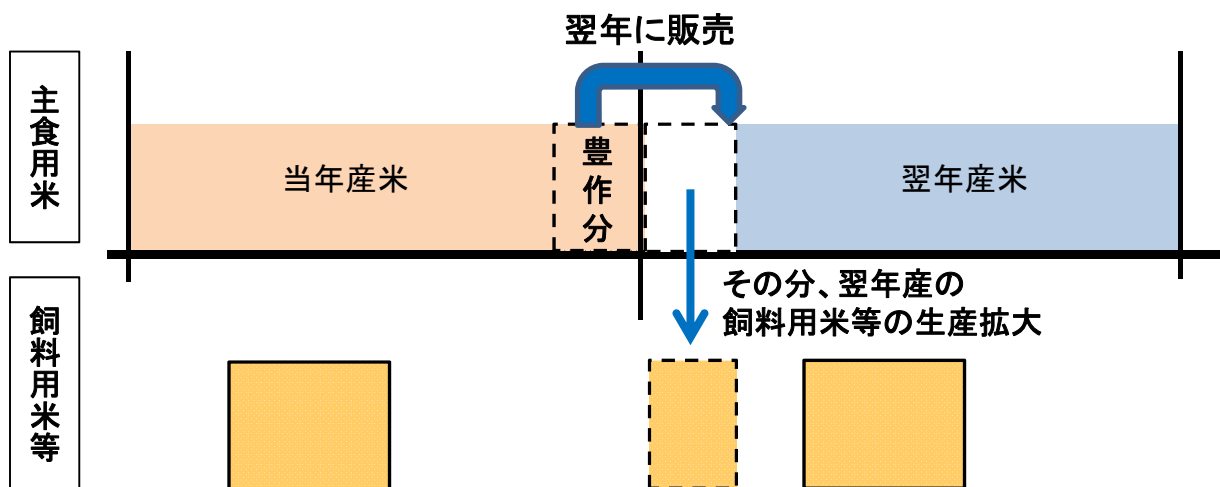 翌年に販売
主食用米
当年産米
豊作分
翌年産米
その分、翌年産の
飼料用米等の生産拡大
飼料用米等